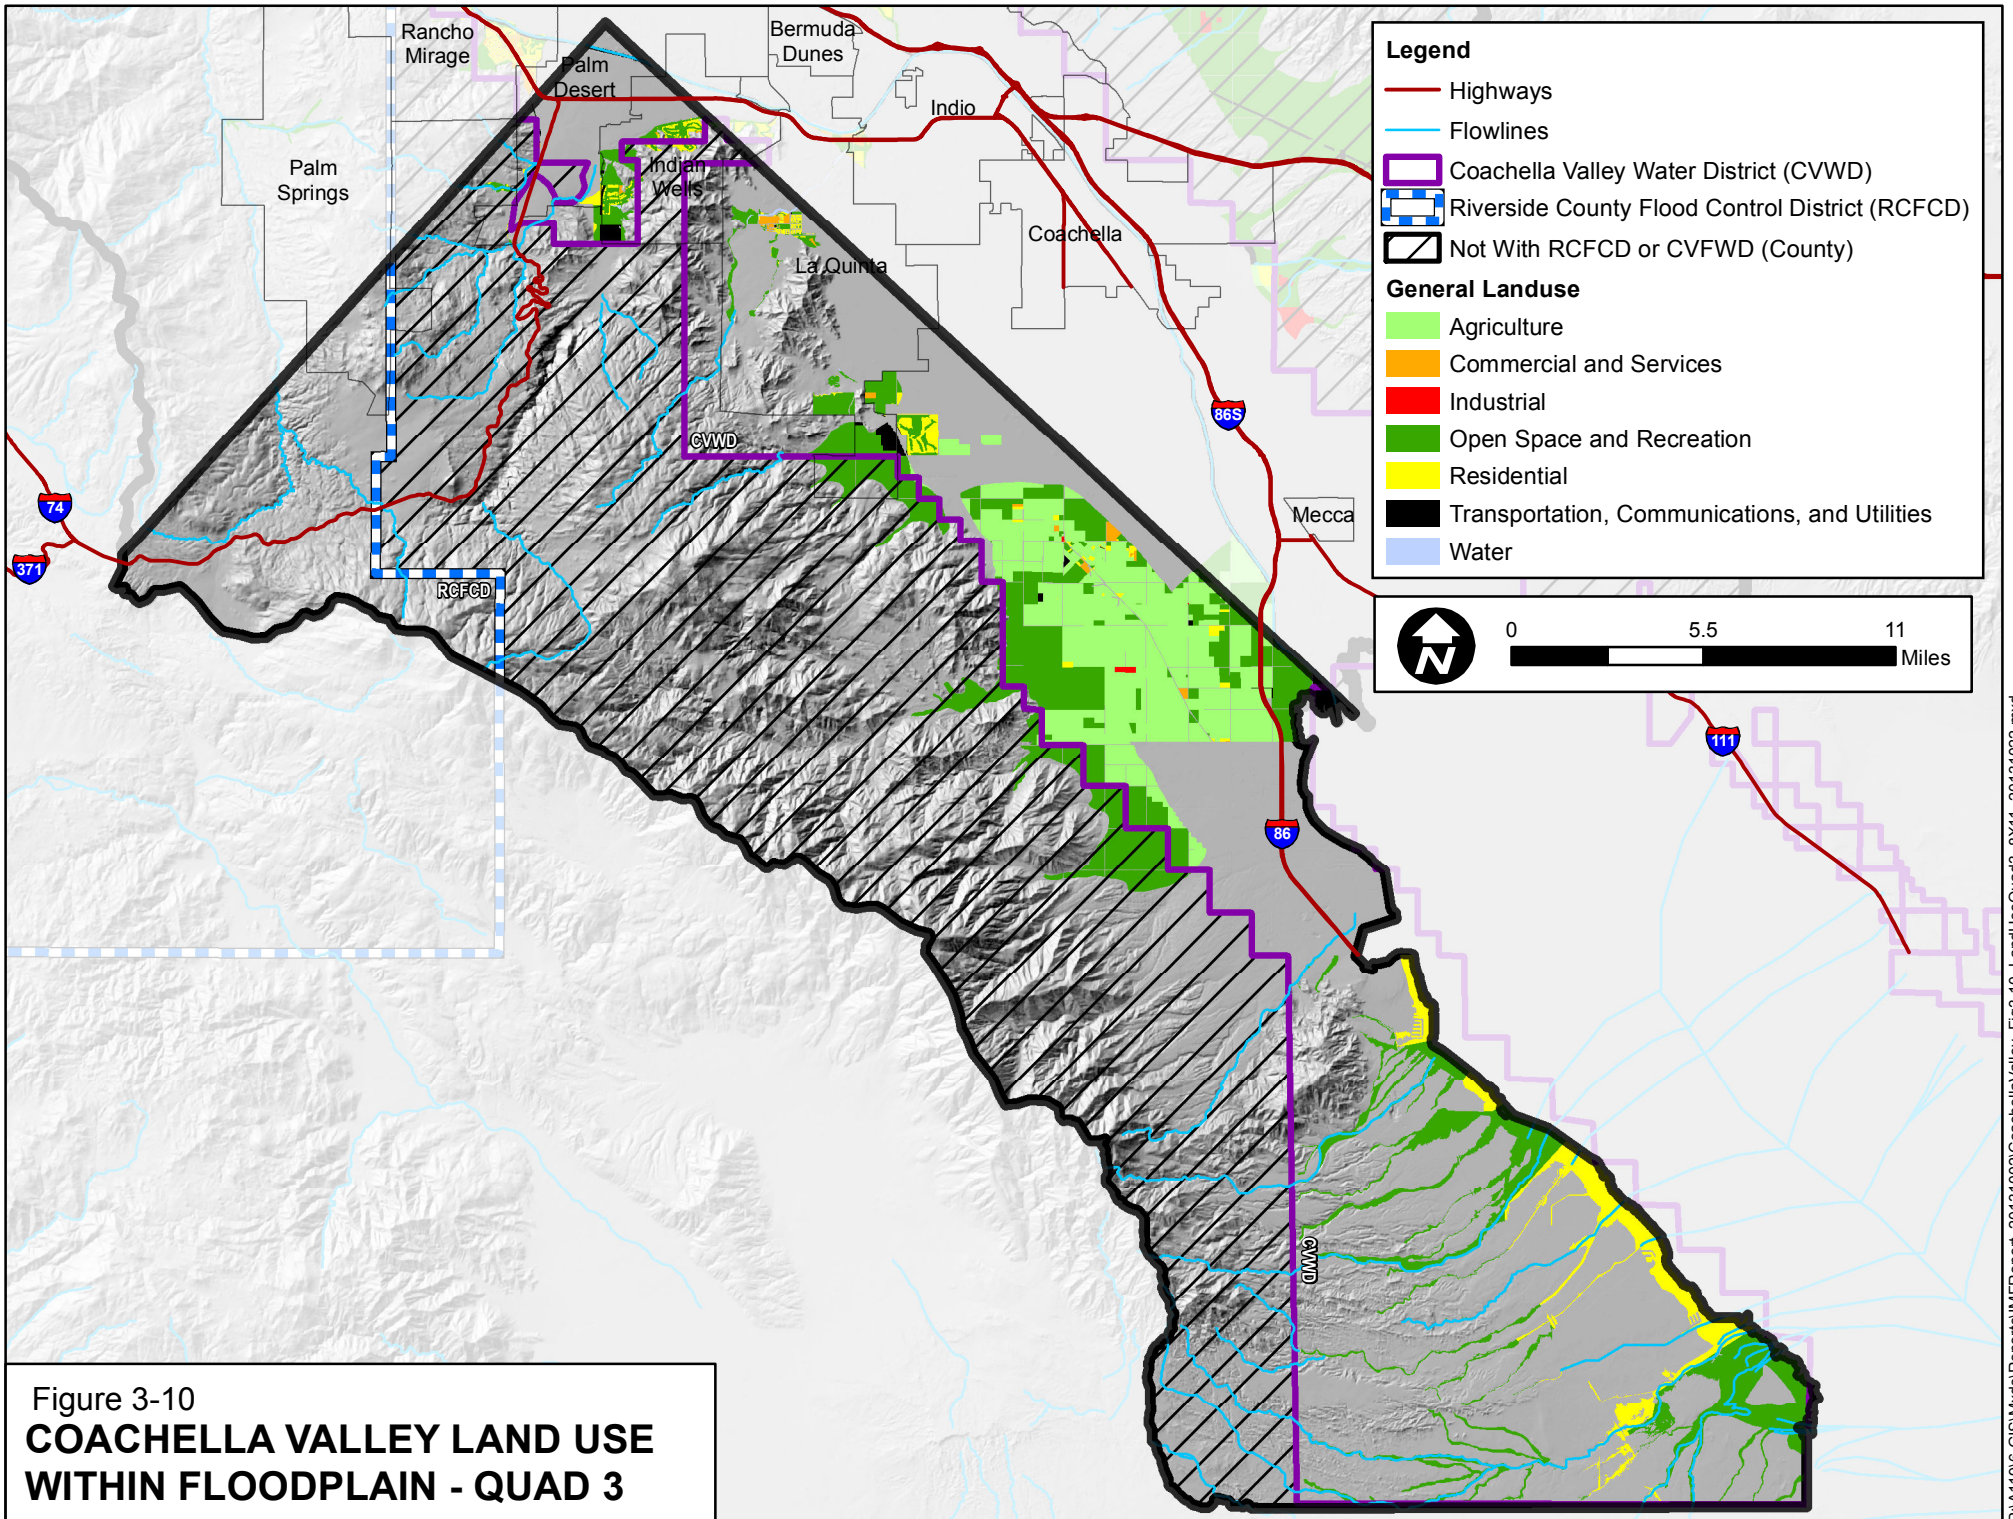 Rancho
Mirage
Bermuda
Dunes
Palm
Desert
Indio
Palm
Springs
Indian
Wells
Coachella
La Quinta
CVWD
86S
Mecca
74
371
RCFCD
86
111
CVWD
Legend
Highways
Flowlines
Coachella Valley Water District (CVWD)
Riverside County Flood Control District (RCFCD)
Not With RCFCD or CVFWD (County)
General Landuse
Agriculture
Commercial and Services
Industrial
Open Space and Recreation
Residential
Transportation, Communications, and Utilities
Water
N
0 5.5 11
Miles
Figure 3-10
COACHELLA VALLEY LAND USE
WITHIN FLOODPLAIN - QUAD 3